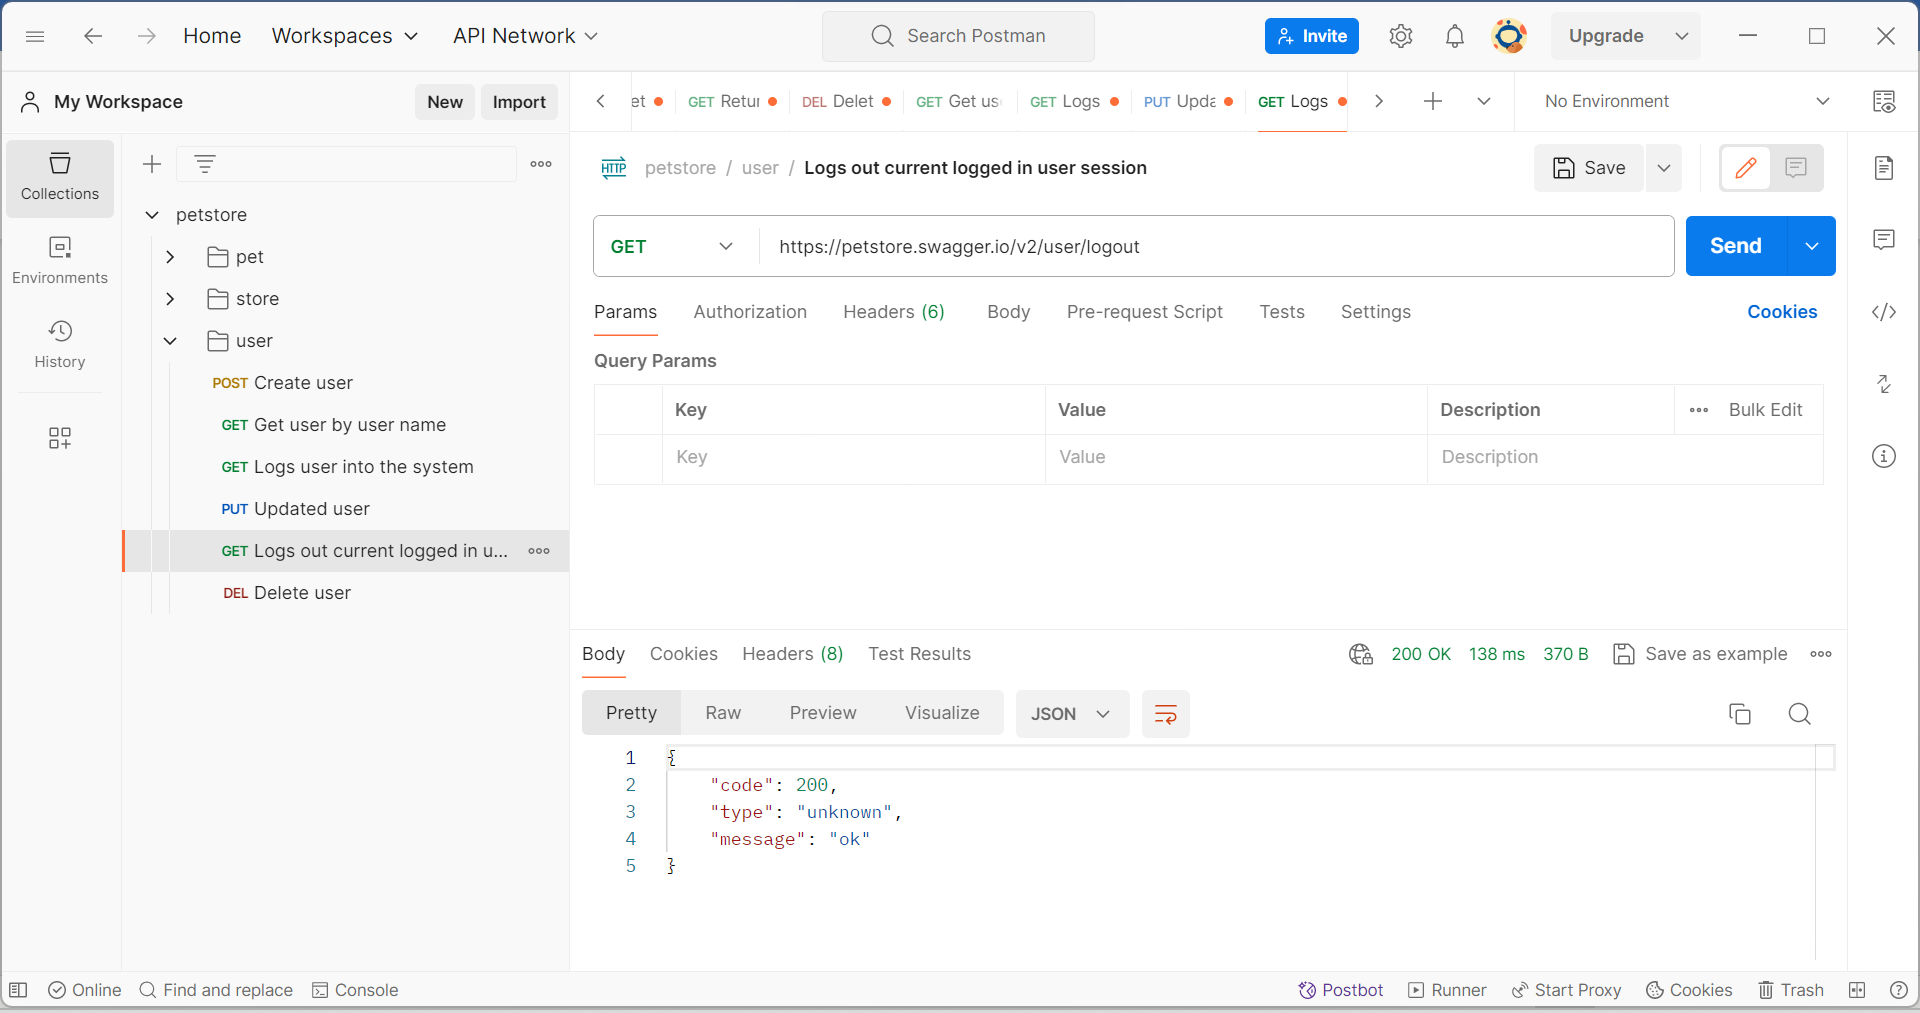 Home Workspaces API Network Search Postman Invite Upgrade
My Workspace New Import
et GET Retur DEL Delet GET Get us GET Logs PUT Upda GET Logs No Environment
Collections
Environments
History
petstore
pet
store
user
POST Create user
GET Get user by user name
GET Logs user into the system
PUT Updated user
GET Logs out current logged in u...
DEL Delete user
HTTP petstore / user / Logs out current logged in user session Save
GET https://petstore.swagger.io/v2/user/logout Send
Params Authorization Headers (6) Body Pre-request Script Tests Settings Cookies
Query Params
Key Value Description Bulk Edit
Key Value Description
Body Cookies Headers (8) Test Results 200 OK 138 ms 370 B Save as example
Pretty Raw Preview Visualize JSON
1 {
2 "code": 200,
3 "type": "unknown",
4 "message": "ok"
5 }
Online Find and replace Console Postbot Runner Start Proxy Cookies Trash